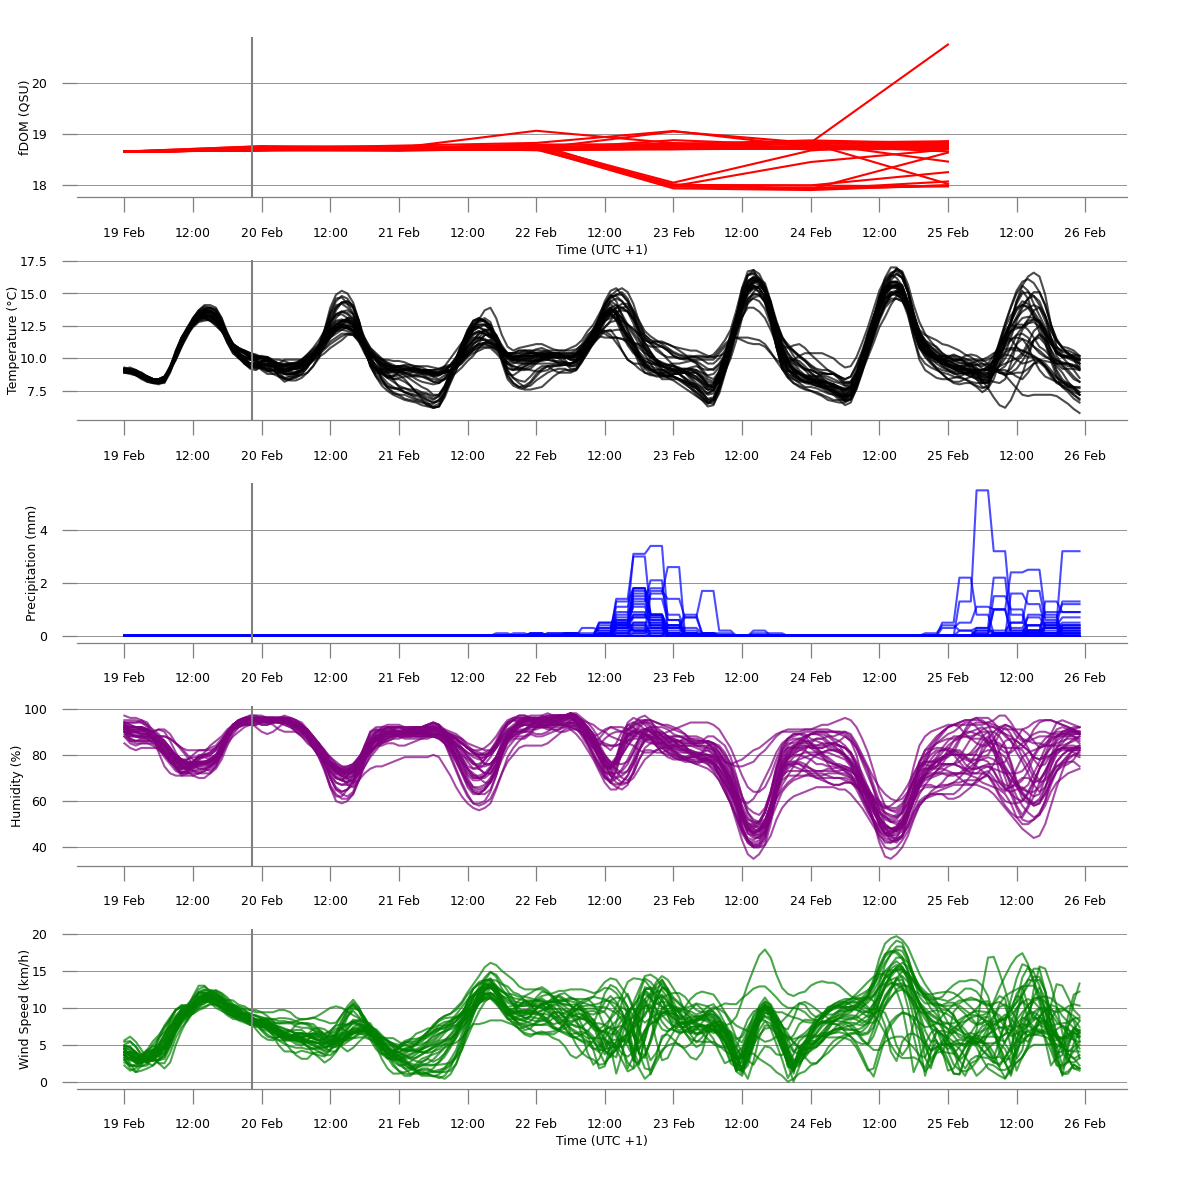 fDOM (QSU)
20
19
18
19 Feb 12:00 20 Feb 12:00 21 Feb 12:00 22 Feb 12:00 23 Feb 12:00 24 Feb 12:00 25 Feb 12:00 26 Feb
Time (UTC +1)
Temperature (°C)
17.5
15.0
12.5
10.0
7.5
19 Feb 12:00 20 Feb 12:00 21 Feb 12:00 22 Feb 12:00 23 Feb 12:00 24 Feb 12:00 25 Feb 12:00 26 Feb
Precipitation (mm)
4
2
0
19 Feb 12:00 20 Feb 12:00 21 Feb 12:00 22 Feb 12:00 23 Feb 12:00 24 Feb 12:00 25 Feb 12:00 26 Feb
Humidity (%)
100
80
60
40
19 Feb 12:00 20 Feb 12:00 21 Feb 12:00 22 Feb 12:00 23 Feb 12:00 24 Feb 12:00 25 Feb 12:00 26 Feb
Wind Speed (km/h)
20
15
10
5
0
19 Feb 12:00 20 Feb 12:00 21 Feb 12:00 22 Feb 12:00 23 Feb 12:00 24 Feb 12:00 25 Feb 12:00 26 Feb
Time (UTC +1)